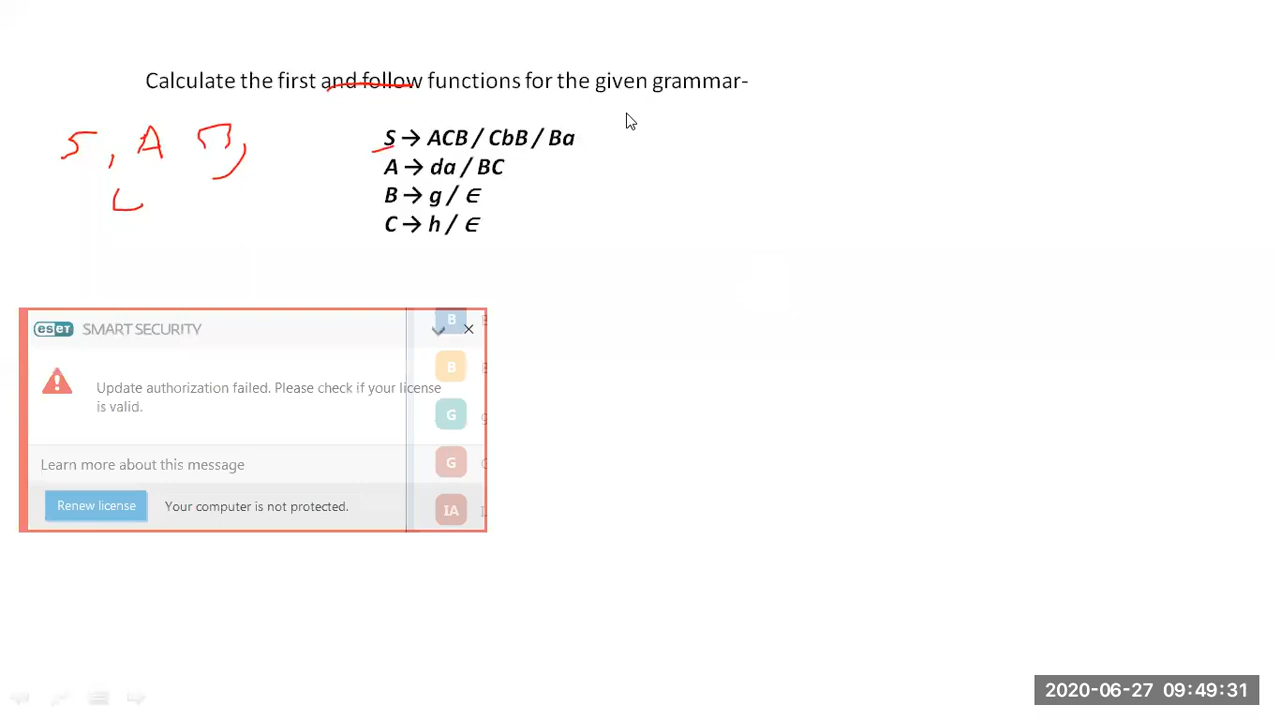 Calculate the first and follow functions for the given grammar-
S → ACB / CbB / Ba
A → da / BC
B → g / ϵ
C → h / ϵ
S, A
eseT SMART SECURITY
Update authorization failed. Please check if your license
is valid.
Learn more about this message
Renew license Your computer is not protected.
B
B
G
G
IA
2020-06-27 09:49:31